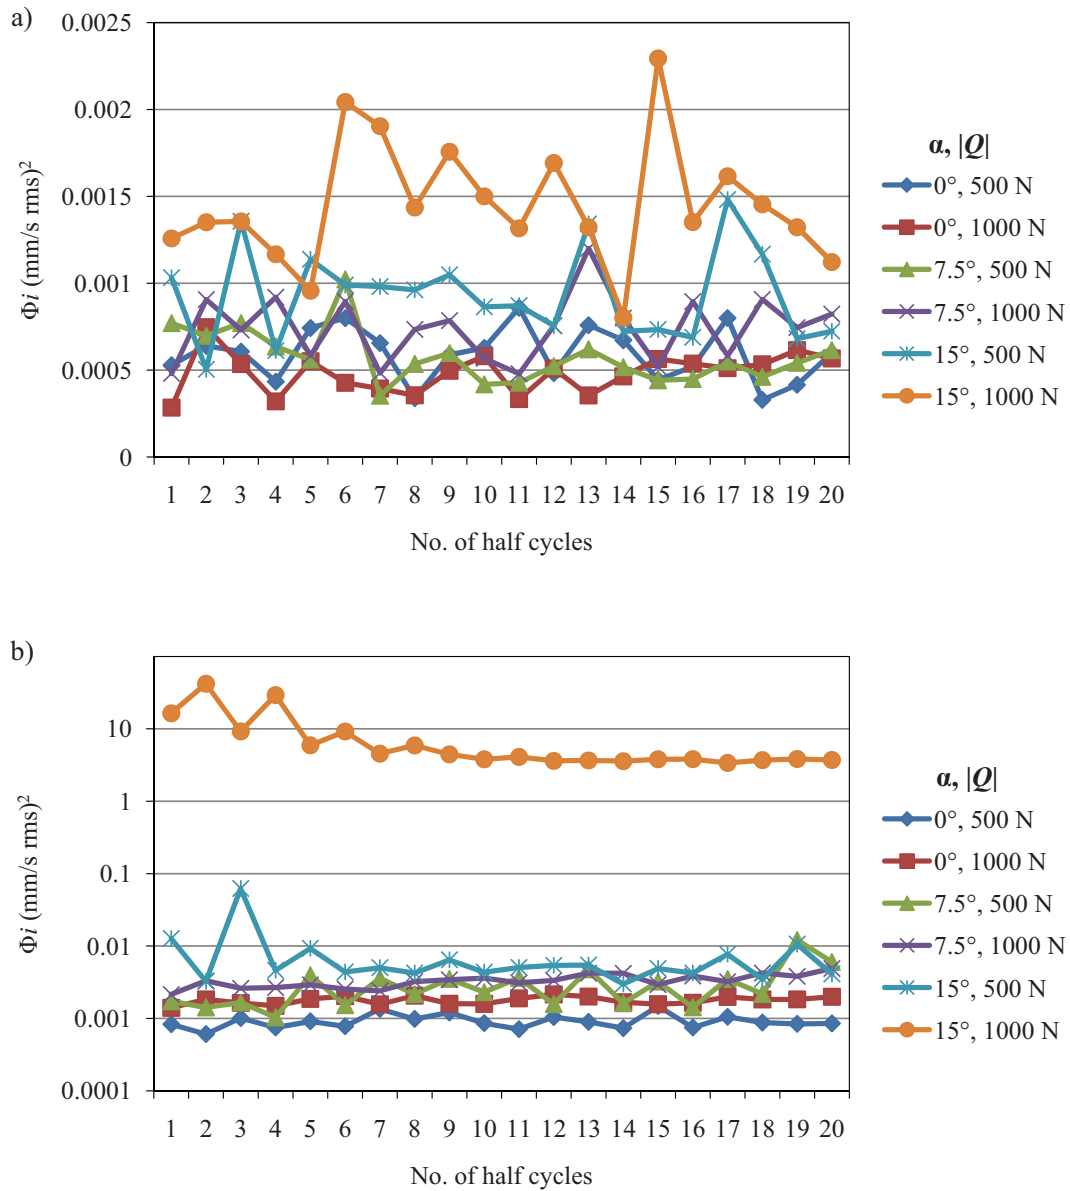 a)
0.0025
0.002
0.0015
0.001
0.0005
0
Φi (mm/s rms)²
1 2 3 4 5 6 7 8 9 10 11 12 13 14 15 16 17 18 19 20
No. of half cycles
α, |Q|
0°, 500 N
0°, 1000 N
7.5°, 500 N
7.5°, 1000 N
15°, 500 N
15°, 1000 N
b)
10
1
0.1
0.01
0.001
0.0001
Φi (mm/s rms)²
1 2 3 4 5 6 7 8 9 10 11 12 13 14 15 16 17 18 19 20
No. of half cycles
α, |Q|
0°, 500 N
0°, 1000 N
7.5°, 500 N
7.5°, 1000 N
15°, 500 N
15°, 1000 N